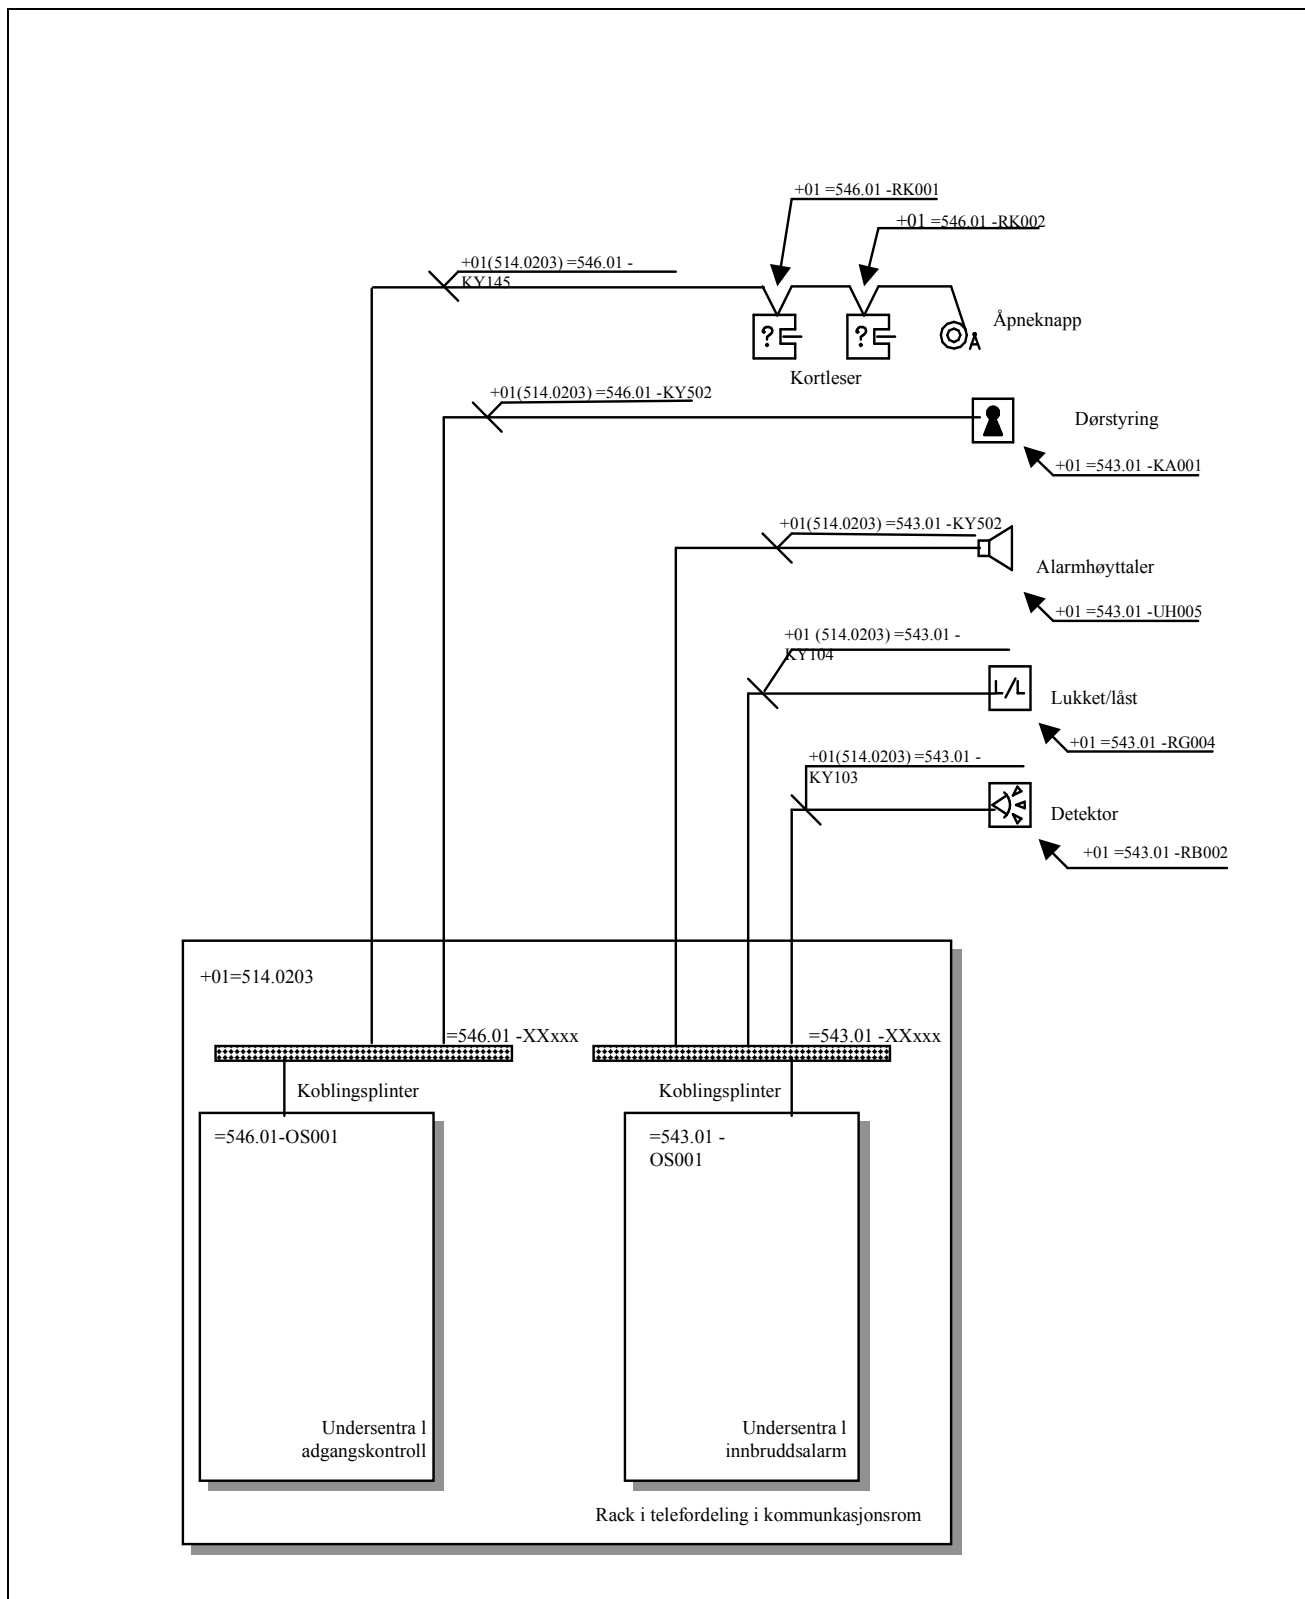 +01 =546.01 -RK001
+01 =546.01 -RK002
+01(514.0203) =546.01 -
KY145
? ?
Å
Åpneknapp
Kortleser
+01(514.0203) =546.01 -KY502
Dørstyring
+01 =543.01 -KA001
+01(514.0203) =543.01 -KY502
Alarmhøyttaler
+01 =543.01 -UH005
+01 (514.0203) =543.01 -
KY104
L/L
Lukket/låst
+01 =543.01 -RG004
+01(514.0203) =543.01 -
KY103
Detektor
+01 =543.01 -RB002
+01=514.0203
=546.01 -XXxxx
=543.01 -XXxxx
Koblingsplinter
Koblingsplinter
=546.01-OS001
=543.01 -
OS001
Undersentra l
adgangskontroll
Undersentra l
innbruddsalarm
Rack i telefordeling i kommunkasjonsrom